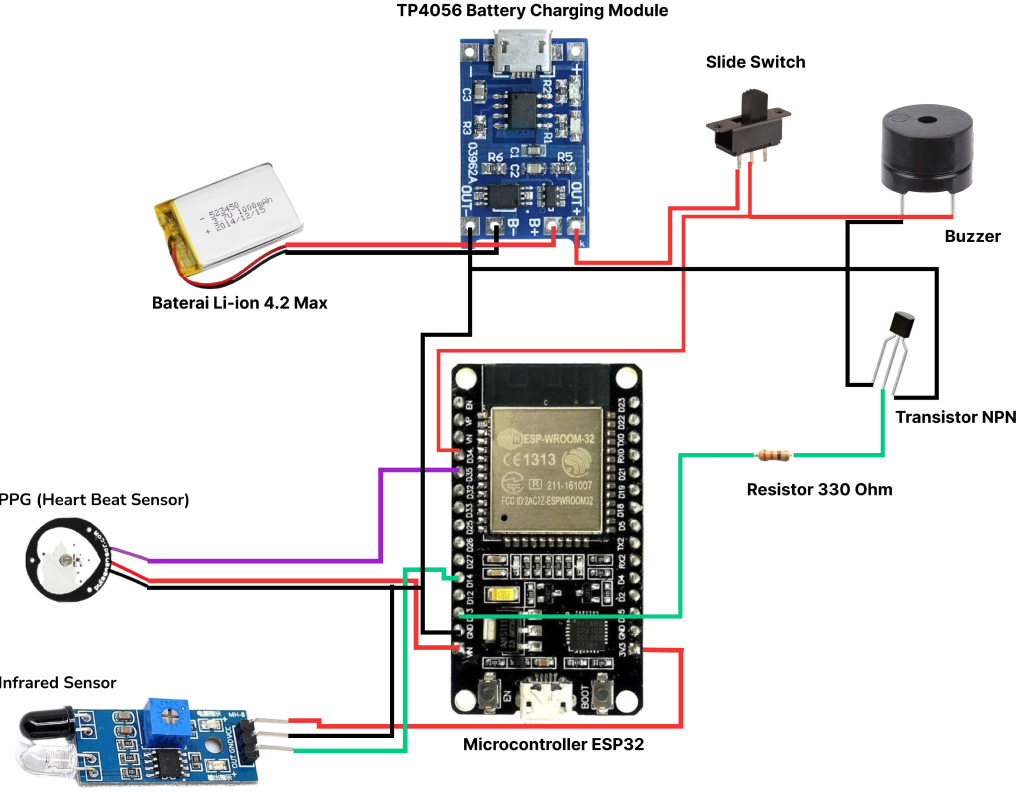 TP4056 Battery Charging Module
Slide Switch
R2
C3
R3
R1
C1
R6
C2
R5
03962A
OUT-
B-
B+
OUT+
523450
1000mAh
2014/12/15
Buzzer
Baterai Li-ion 4.2 Max
Transistor NPN
EN
VP
VN
D34
D35
D32
D33
D25
D26
D27
D14
D12
D13
GND
VIN
ESP-WROOM-32
CE1313
R 211-161007
FCC ID:2AC7Z-ESPWROOM32
D23
D22
TX0
RX0
D21
D19
D18
D5
TX2
RX2
D4
D2
D15
GND
3V3
EN
BOOT
Resistor 330 Ohm
PPG (Heart Beat Sensor)
Infrared Sensor
MH-B
OUT GND VCC
Microcontroller ESP32